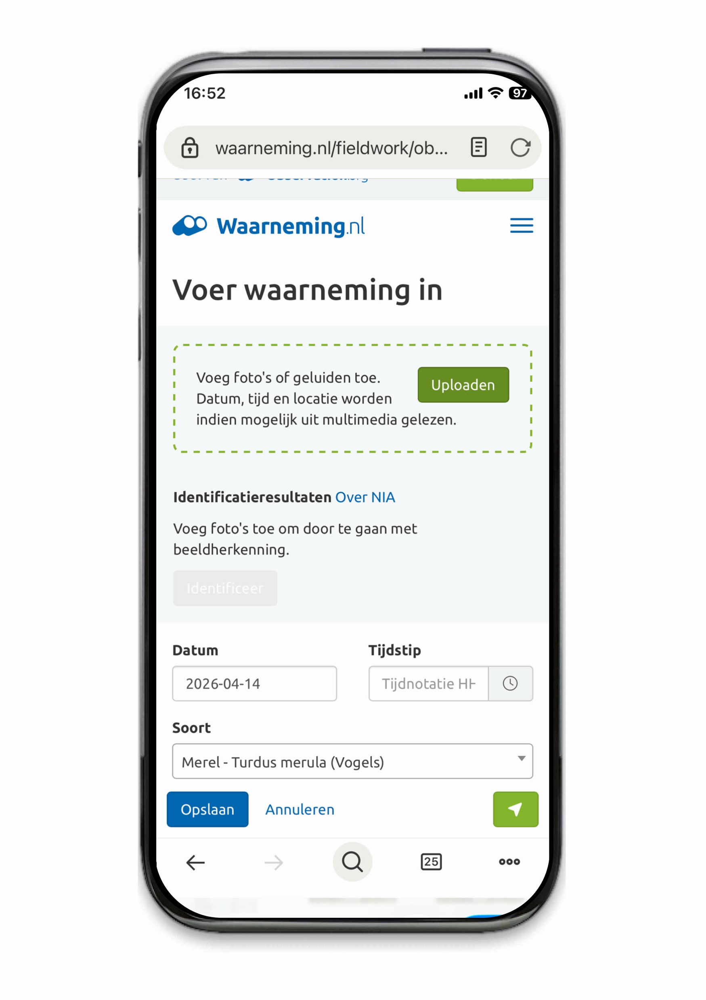 16:52
97
waarneming.nl/fieldwork/ob...
Waarneming.nl
Voer waarneming in
Voeg foto's of geluiden toe.
Uploaden
Datum, tijd en locatie worden
indien mogelijk uit multimedia gelezen.
Identificatieresultaten Over NIA
Voeg foto's toe om door te gaan met
beeldherkenning.
Identificeer
Datum
Tijdstip
2026-04-14
Tijdnotatie HH
Soort
Merel - Turdus merula (Vogels)
Opslaan
Annuleren
25